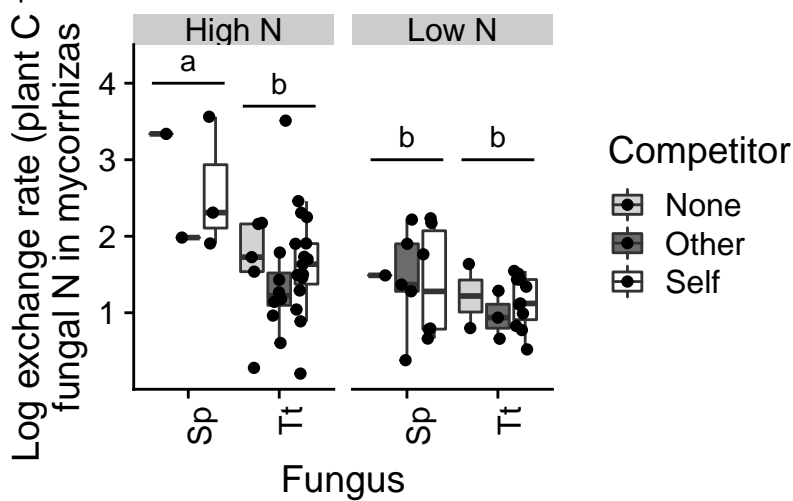 High N
Low N
Log exchange rate (plant C
fungal N in mycorrhizas
4
3
2
1
a
b
b
b
Sp
Tt
Sp
Tt
Fungus
Competitor
None
Other
Self